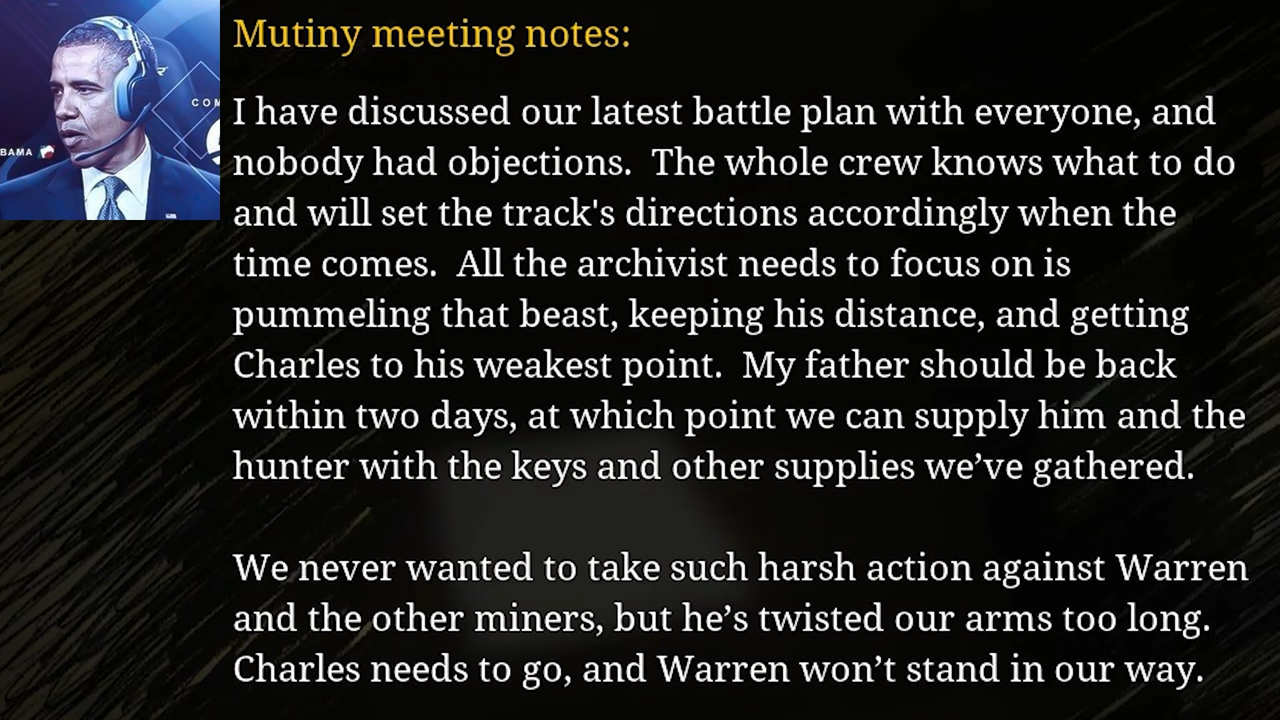 Mutiny meeting notes:
I have discussed our latest battle plan with everyone, and
nobody had objections.  The whole crew knows what to do
and will set the track's directions accordingly when the
time comes.  All the archivist needs to focus on is
pummeling that beast, keeping his distance, and getting
Charles to his weakest point.  My father should be back
within two days, at which point we can supply him and the
hunter with the keys and other supplies we’ve gathered.
We never wanted to take such harsh action against Warren
and the other miners, but he’s twisted our arms too long.
Charles needs to go, and Warren won’t stand in our way.
COM
BAMA